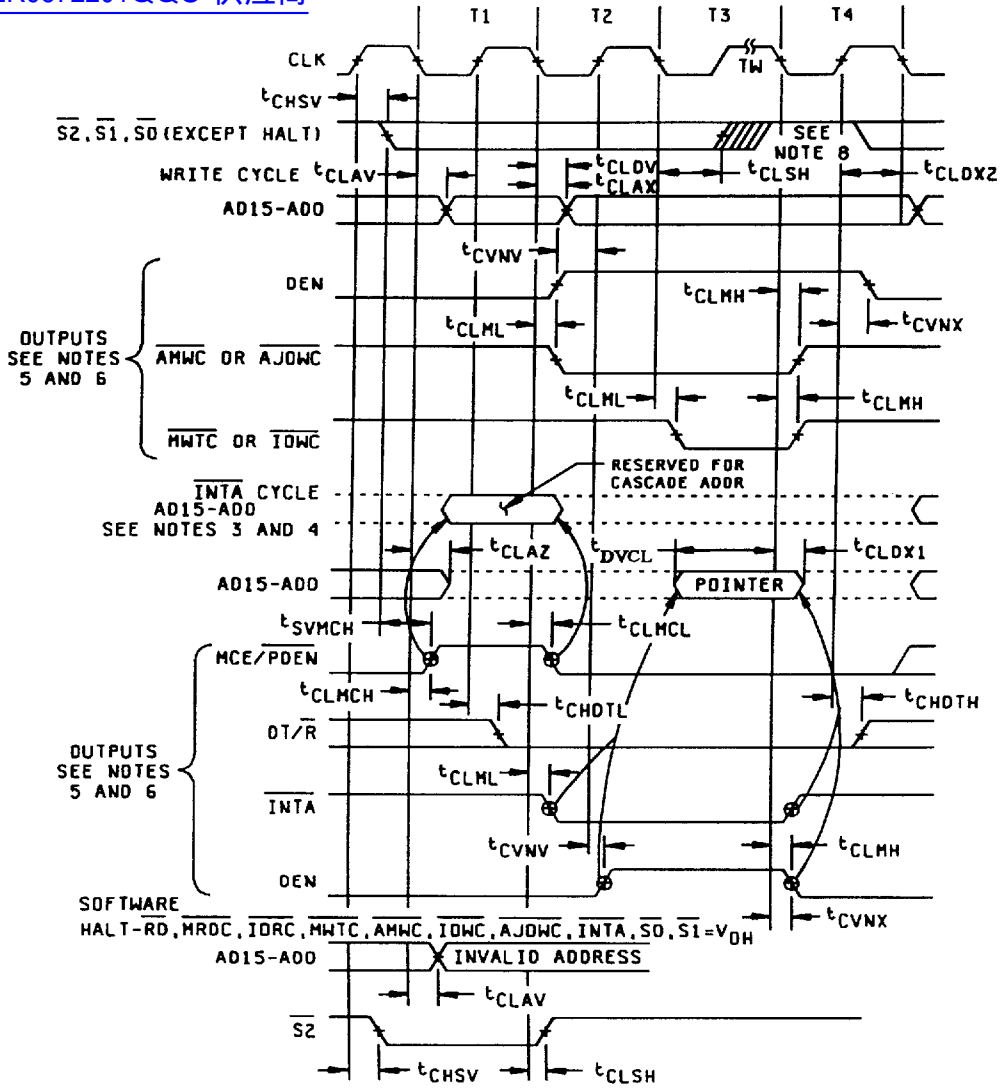 T1 T2 T3 T4
CLK
TW
tCHSV
S2,S1,S0 (EXCEPT HALT)
SEE
NOTE 8
WRITE CYCLE tCLAV
tCLDV
tCLAX
tCLSH
tCLDX2
AD15-AD0
tCVNV
DEN
tCLMH
tCVNX
tCLML
OUTPUTS
SEE NOTES
5 AND 6
AMWC OR AIOWC
tCLML
tCLMH
MWTC OR IOWC
RESERVED FOR
CASCADE ADDR
INTA CYCLE
AD15-AD0
SEE NOTES 3 AND 4
tCLAZ
tDVCL
tCLDX1
AD15-AD0
POINTER
tSVMCH
tCLMCL
MCE/PDEN
tCLMCH
tCHDTL
tCHDTH
DT/R
OUTPUTS
SEE NOTES
5 AND 6
tCLML
INTA
tCVNV
tCLMH
DEN
tCVNX
SOFTWARE
HALT-RD,MRDC,IORC,MWTC,AMWC,IOWC,AIOWC,INTA,S0,S1=VOH
AD15-AD0
INVALID ADDRESS
tCLAV
S2
tCHSV
tCLSH